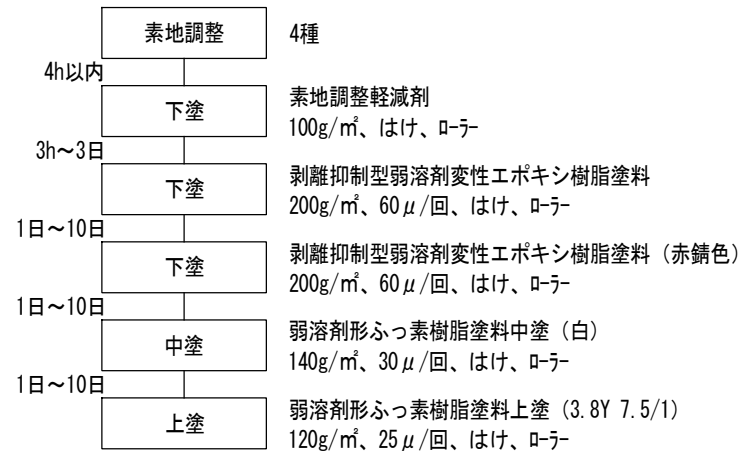 素地調整 4種
4h以内
下塗 素地調整軽減剤
100g/㎡、はけ、ﾛｰﾗｰ
3h～3日
下塗 剥離抑制型弱溶剤変性エポキシ樹脂塗料
200g/㎡、60μ/回、はけ、ﾛｰﾗｰ
1日～10日
下塗 剥離抑制型弱溶剤変性エポキシ樹脂塗料（赤錆色）
200g/㎡、60μ/回、はけ、ﾛｰﾗｰ
1日～10日
中塗 弱溶剤形ふっ素樹脂塗料中塗（白）
140g/㎡、30μ/回、はけ、ﾛｰﾗｰ
1日～10日
上塗 弱溶剤形ふっ素樹脂塗料上塗（3.8Y 7.5/1）
120g/㎡、25μ/回、はけ、ﾛｰﾗｰ